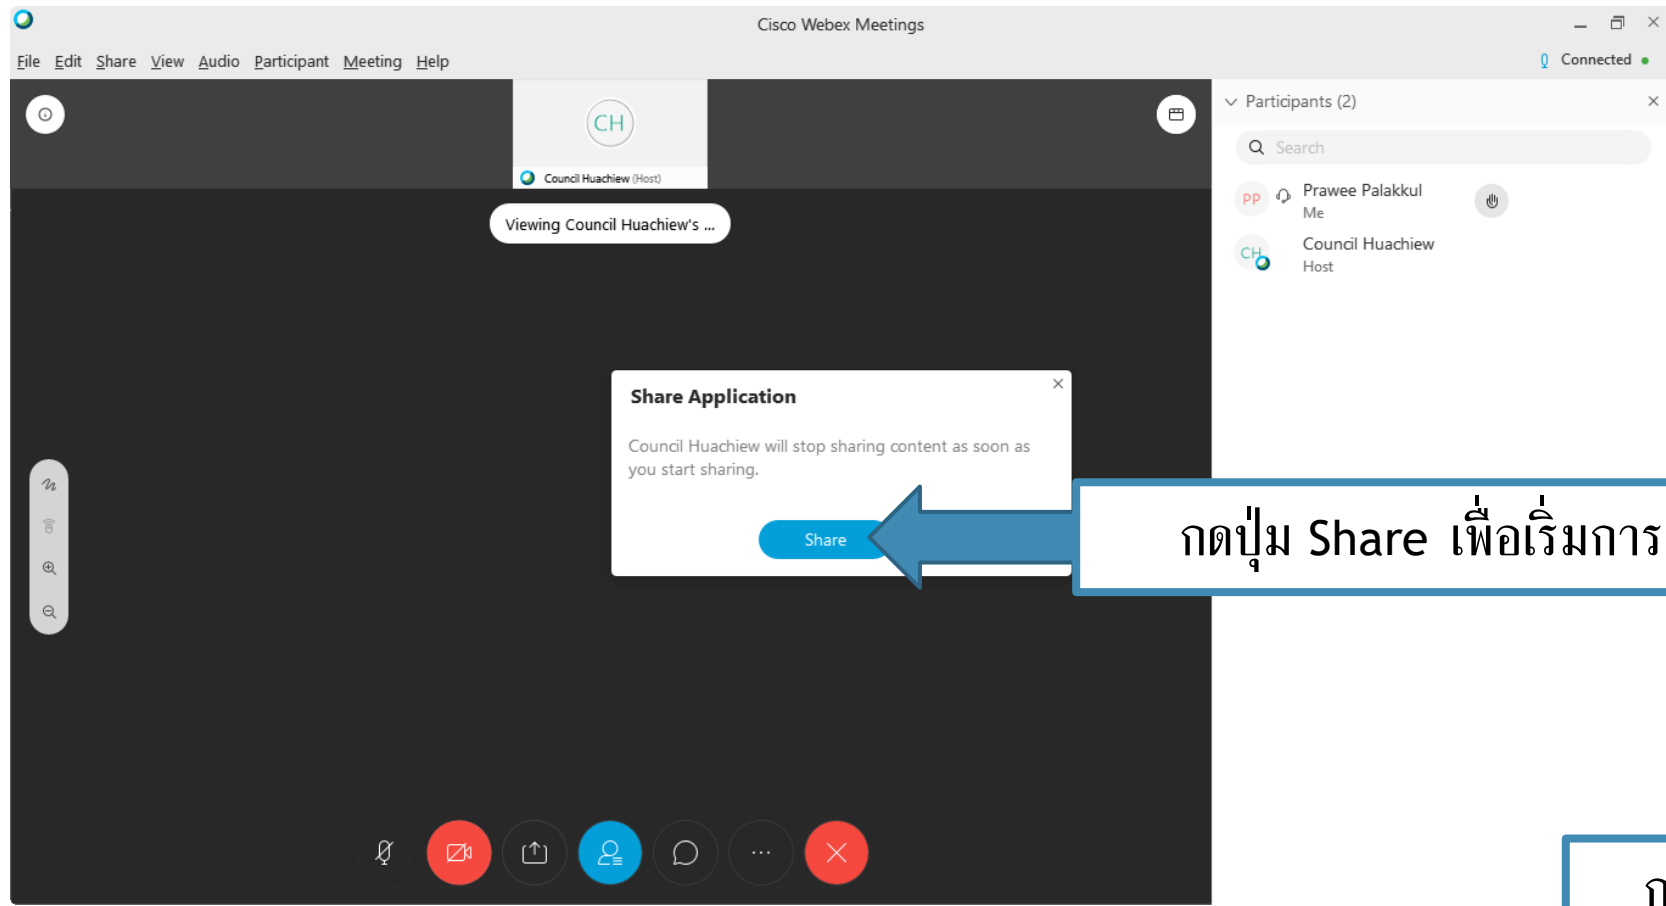 Cisco Webex Meetings
File Edit Share View Audio Participant Meeting Help
Connected
CH
Council Huachiew (Host)
Viewing Council Huachiew's ...
Participants (2)
Search
PP Prawee Palakkul
Me
CH Council Huachiew
Host
Share Application
Council Huachiew will stop sharing content as soon as
you start sharing.
Share
กดปุ่ม Share เพื่อเริ่มการ
ก